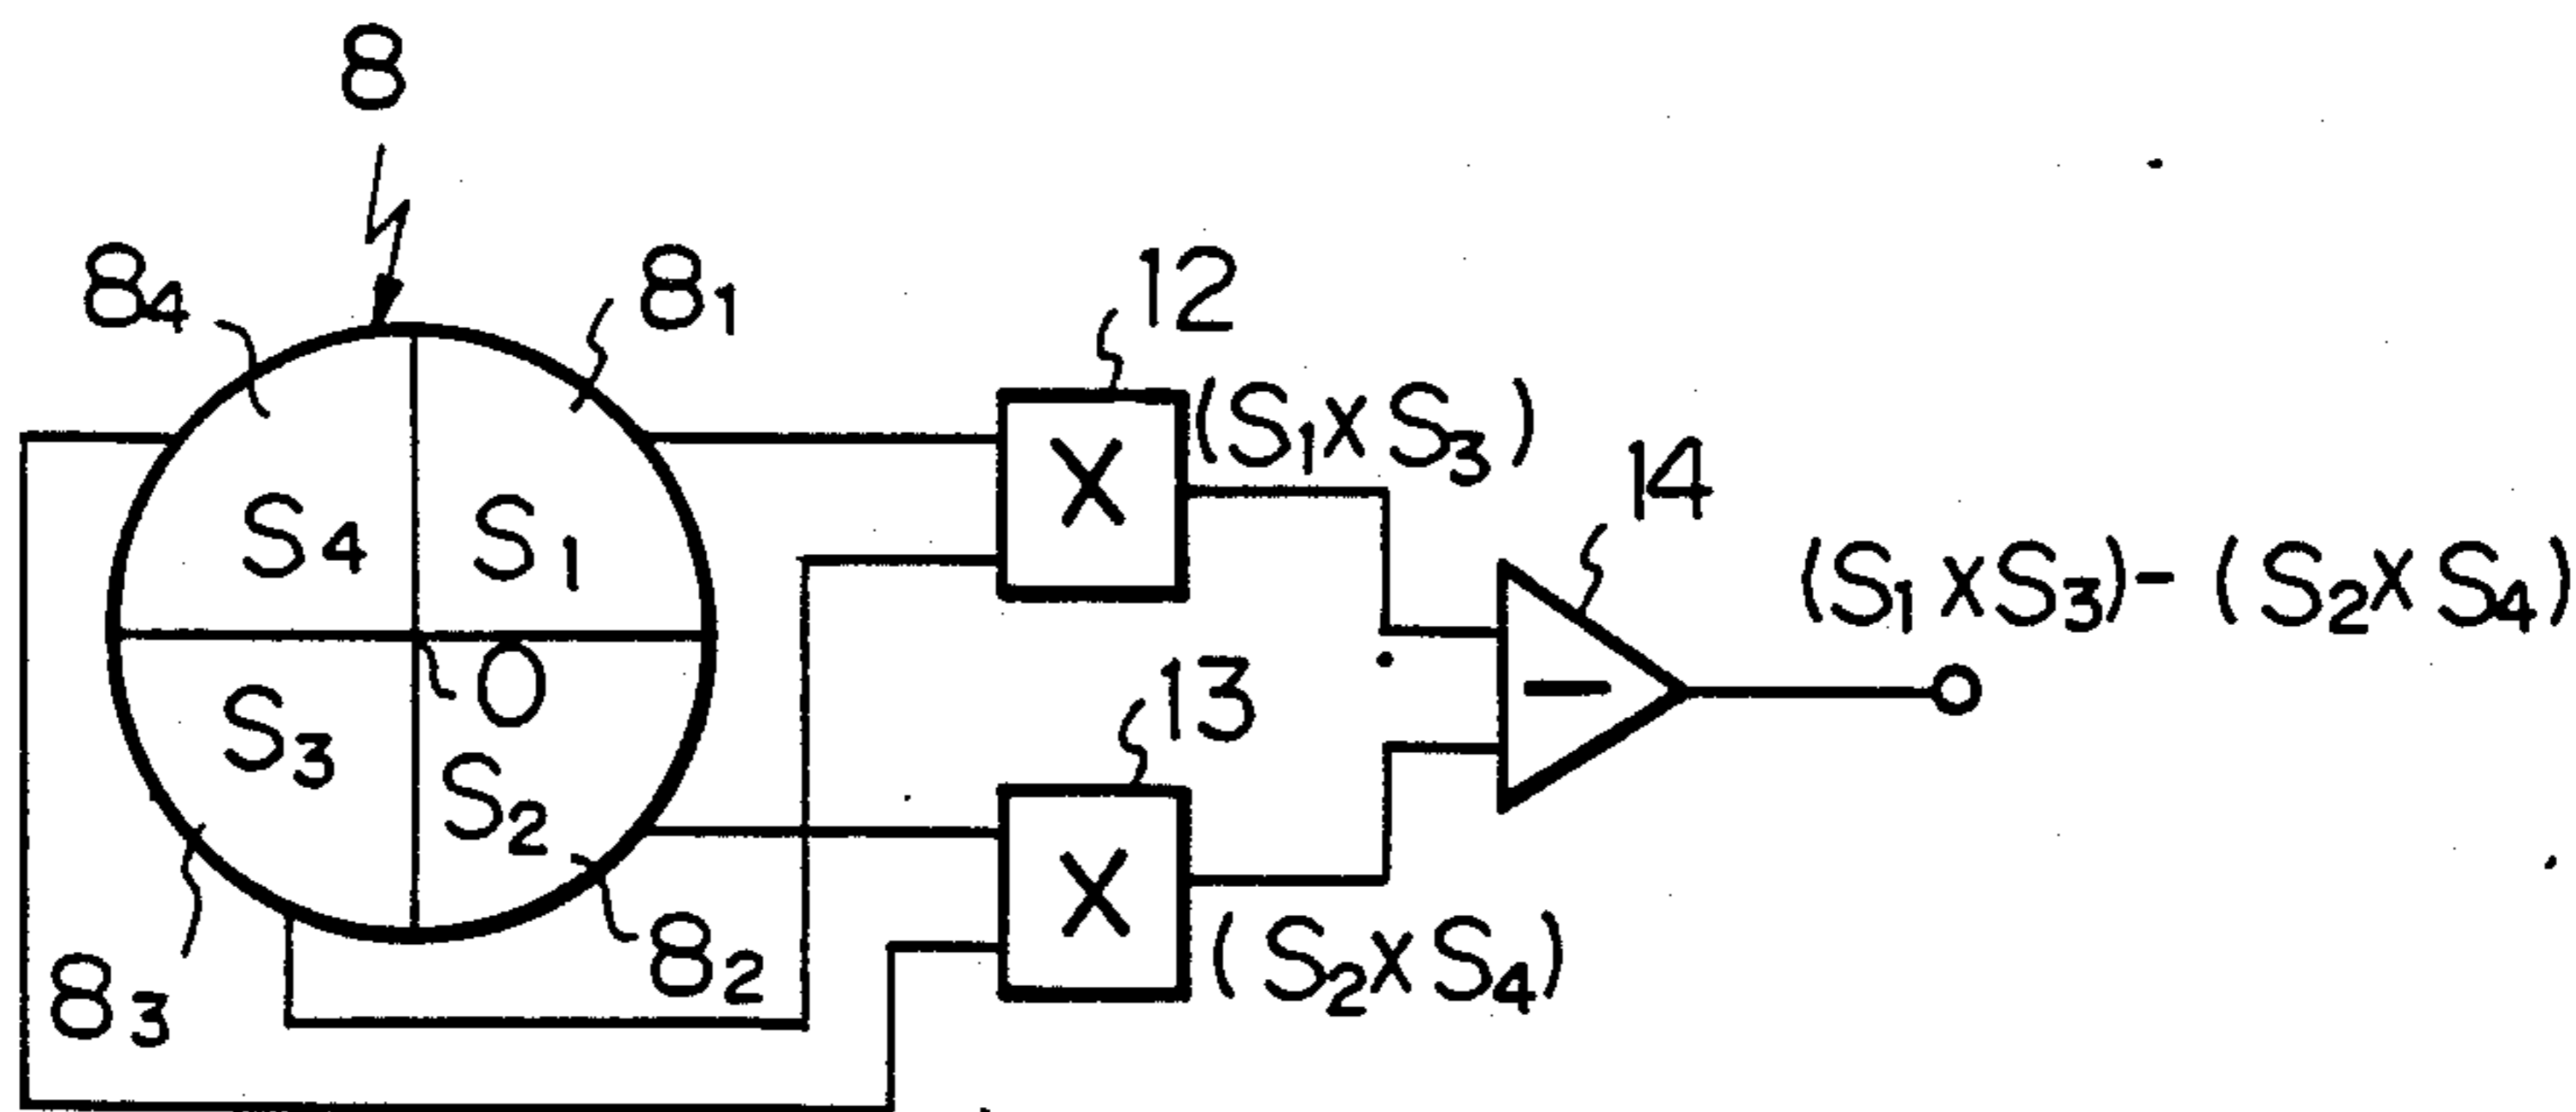 8
8₄
8₁
12
(S₁XS₃)
X
14
S₄
S₁
(S₁XS₃)-(S₂XS₄)
O
13
−
S₃
S₂
X
8₂
(S₂XS₄)
8₃